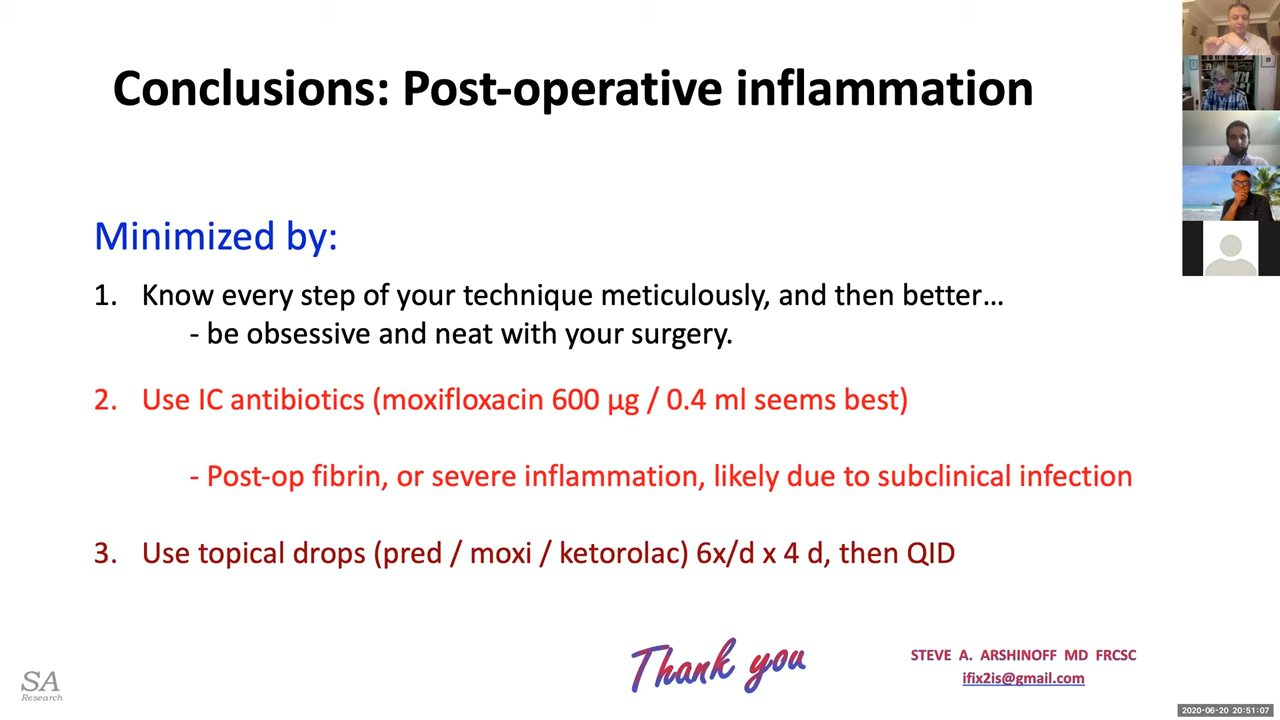 Conclusions: Post-operative inflammation
Minimized by:
1. Know every step of your technique meticulously, and then better…
- be obsessive and neat with your surgery.
2. Use IC antibiotics (moxifloxacin 600 μg / 0.4 ml seems best)
- Post-op fibrin, or severe inflammation, likely due to subclinical infection
3. Use topical drops (pred / moxi / ketorolac) 6x/d x 4 d, then QID
Thank you
STEVE A. ARSHINOFF MD FRCSC
ifix2is@gmail.com
SA
Research
2020-06-20 20:51:07